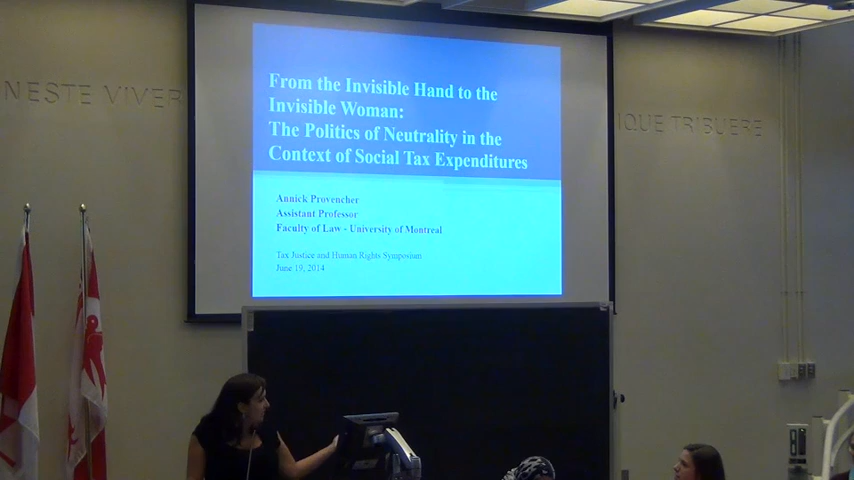 NESTE VIVER
IQUE TRIBUERE
From the Invisible Hand to the
Invisible Woman:
The Politics of Neutrality in the
Context of Social Tax Expenditures
Annick Provencher
Assistant Professor
Faculty of Law - University of Montreal
Tax Justice and Human Rights Symposium
June 19, 2014